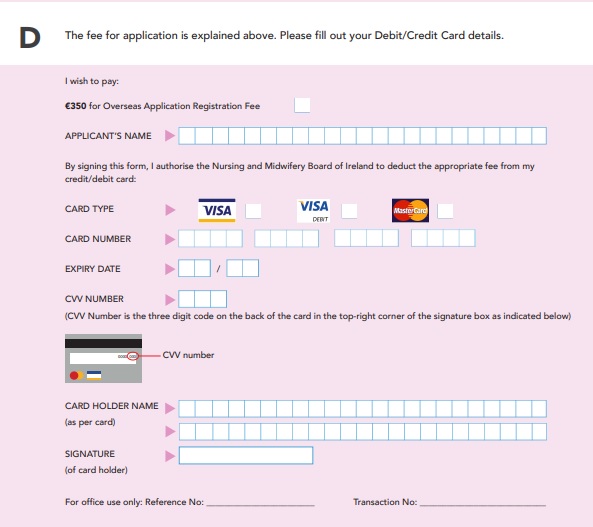 D
The fee for application is explained above. Please fill out your Debit/Credit Card details.
I wish to pay:
€350 for Overseas Application Registration Fee
APPLICANT'S NAME
By signing this form, I authorise the Nursing and Midwifery Board of Ireland to deduct the appropriate fee from my
credit/debit card:
CARD TYPE VISA VISA DEBIT MasterCard
CARD NUMBER
EXPIRY DATE /
CVV NUMBER
(CVV Number is the three digit code on the back of the card in the top-right corner of the signature box as indicated below)
CVV number
CARD HOLDER NAME
(as per card)
SIGNATURE
(of card holder)
For office use only: Reference No: ______________________ Transaction No: __________________________